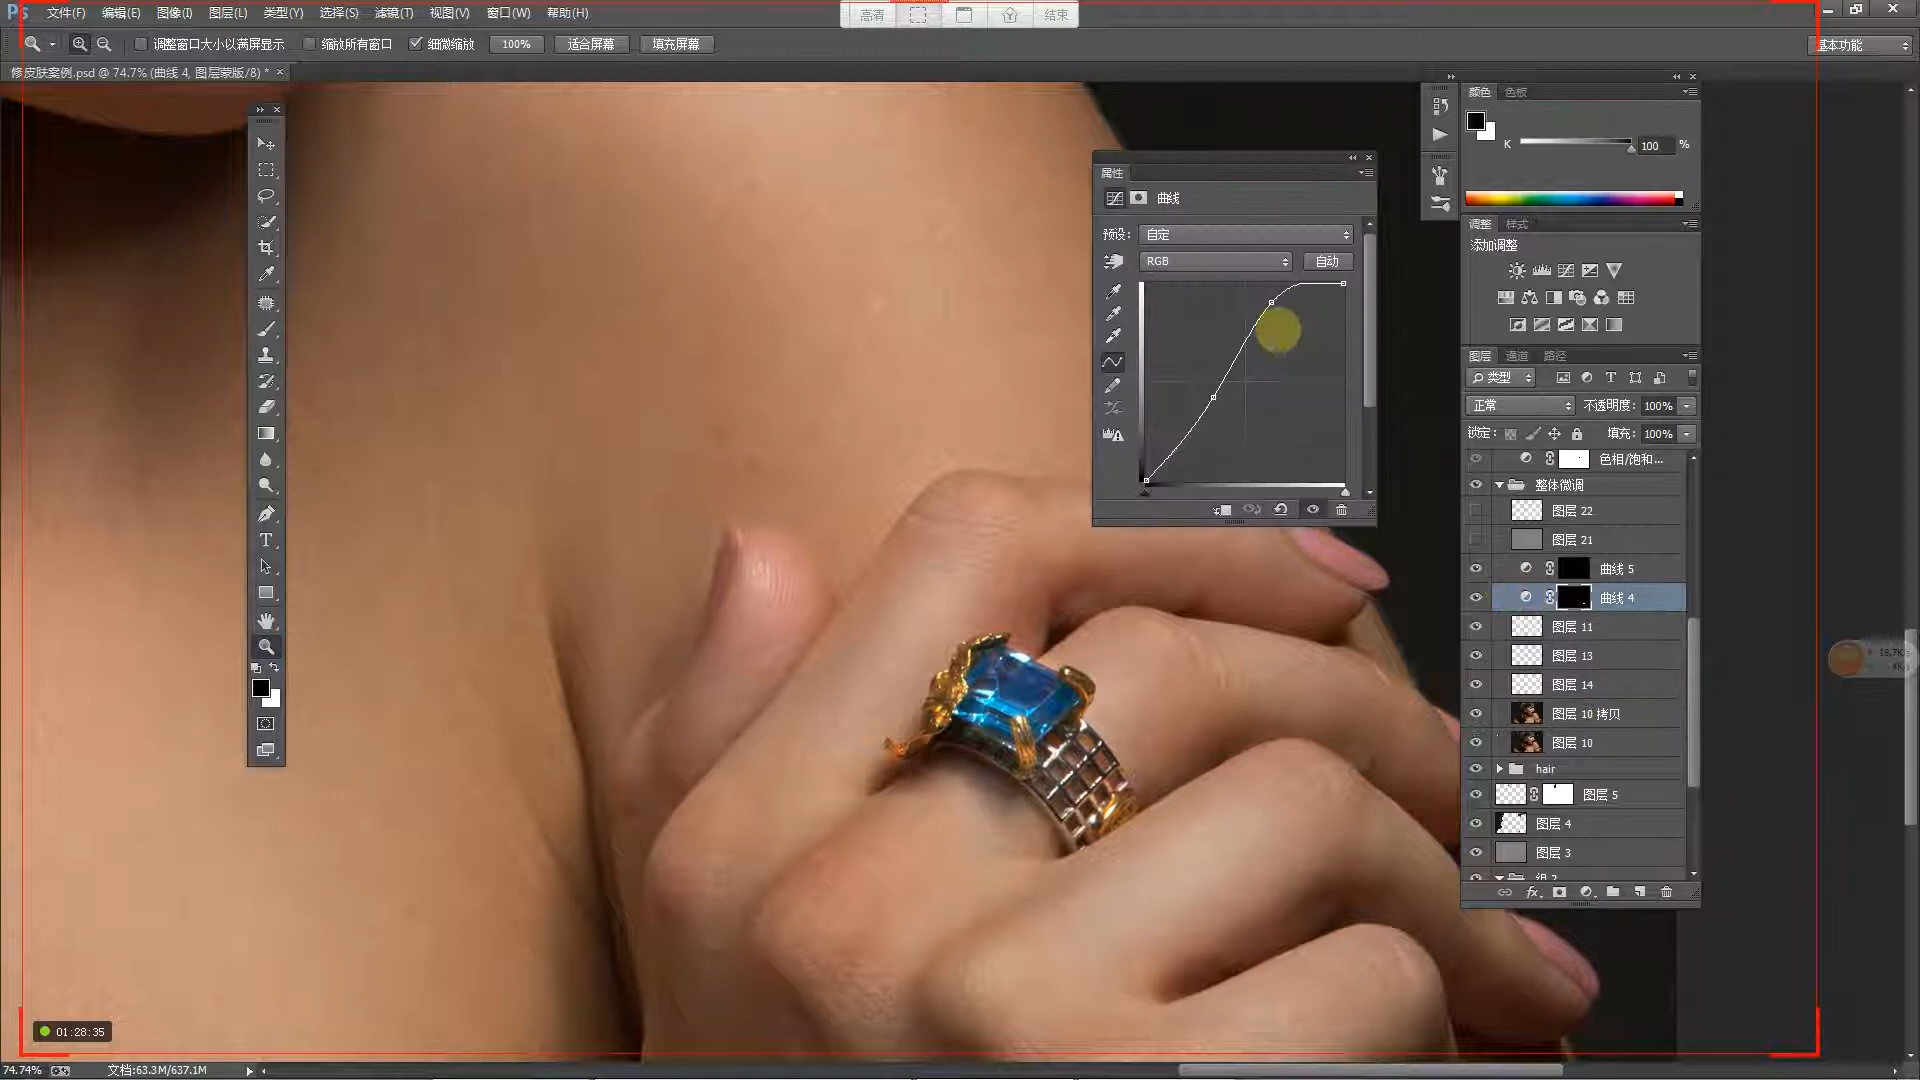 Ps 文件(F) 编辑(E) 图像(I) 图层(L) 类型(Y) 选择(S) 滤镜(T) 视图(V) 窗口(W) 帮助(H)
高清 结束
调整窗口大小以满屏显示 缩放所有窗口 细微缩放 100% 适合屏幕 填充屏幕 基本功能
修皮肤案例.psd @ 74.7% (曲线 4, 图层蒙版/8) * ×
颜色 色板
K 100 %
属性
曲线
预设: 自定
RGB 自动
调整 样式
添加调整
图层 通道 路径
类型
正常 不透明度: 100%
锁定: 填充: 100%
色相/饱和...
整体微调
图层 22
图层 21
曲线 5
曲线 4
图层 11
图层 13
图层 14
图层 10 拷贝
图层 10
hair
图层 5
图层 4
图层 3
组 2
fx
01:28:35
74.74% 文档:63.3M/637.1M